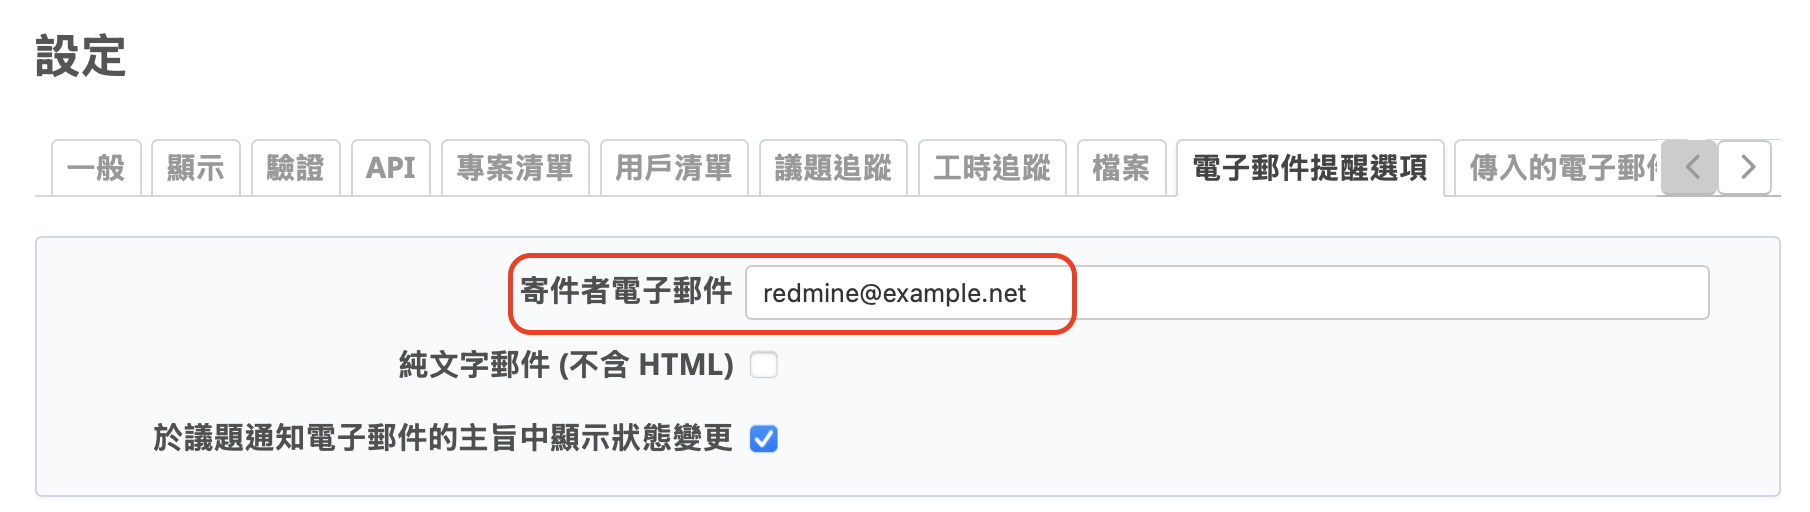 設定
一般 顯示 驗證 API 專案清單 用戶清單 議題追蹤 工時追蹤 檔案 電子郵件提醒選項 傳入的電子郵
寄件者電子郵件 redmine@example.net
純文字郵件 (不含 HTML)
於議題通知電子郵件的主旨中顯示狀態變更